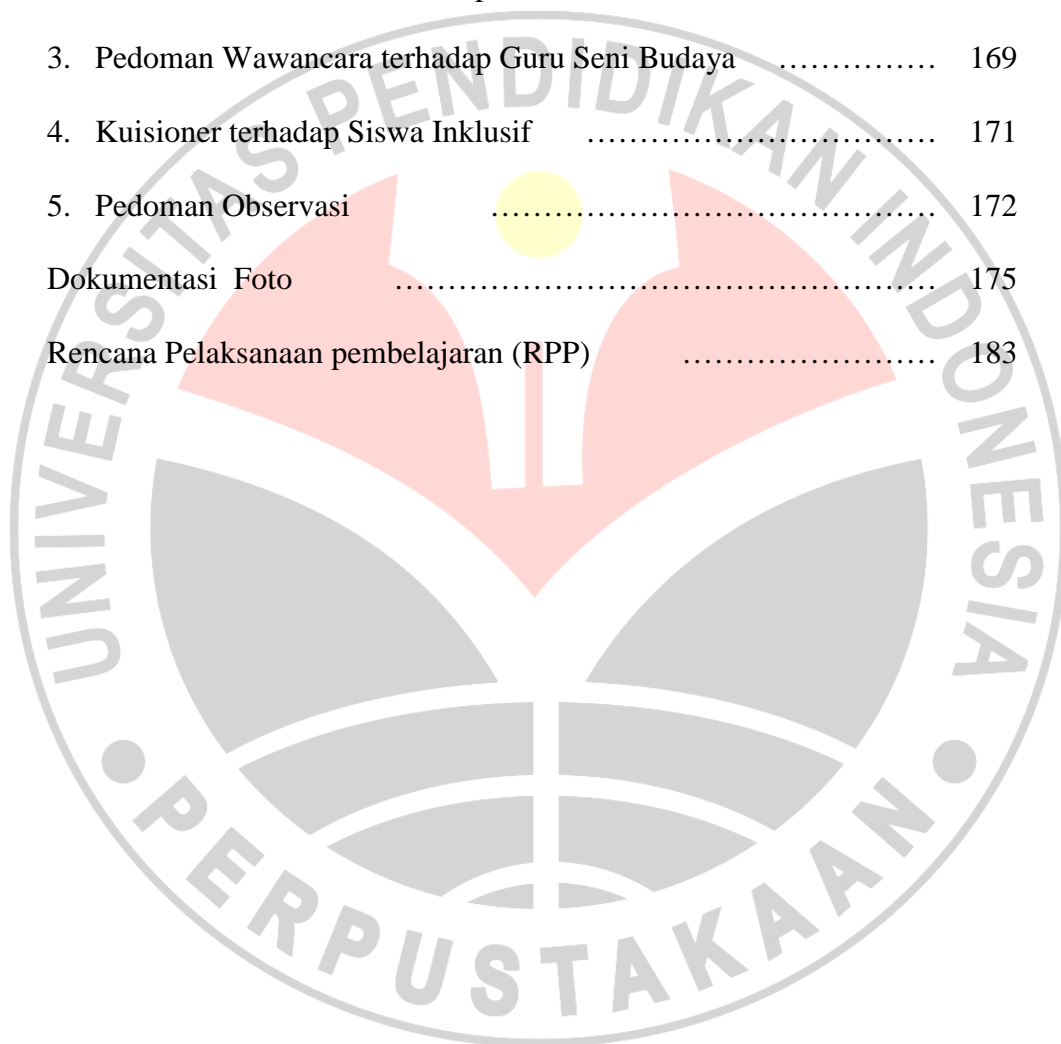 3. Pedoman Wawancara terhadap Guru Seni Budaya …………… 169
4. Kuisioner terhadap Siswa Inklusif …………………………… 171
5. Pedoman Observasi …………………………………… 172
Dokumentasi Foto …………………………………………… 175
Rencana Pelaksanaan pembelajaran (RPP) …………………… 183
UNIVERSITAS PENDIDIKAN INDONESIA
PERPUSTAKAAN